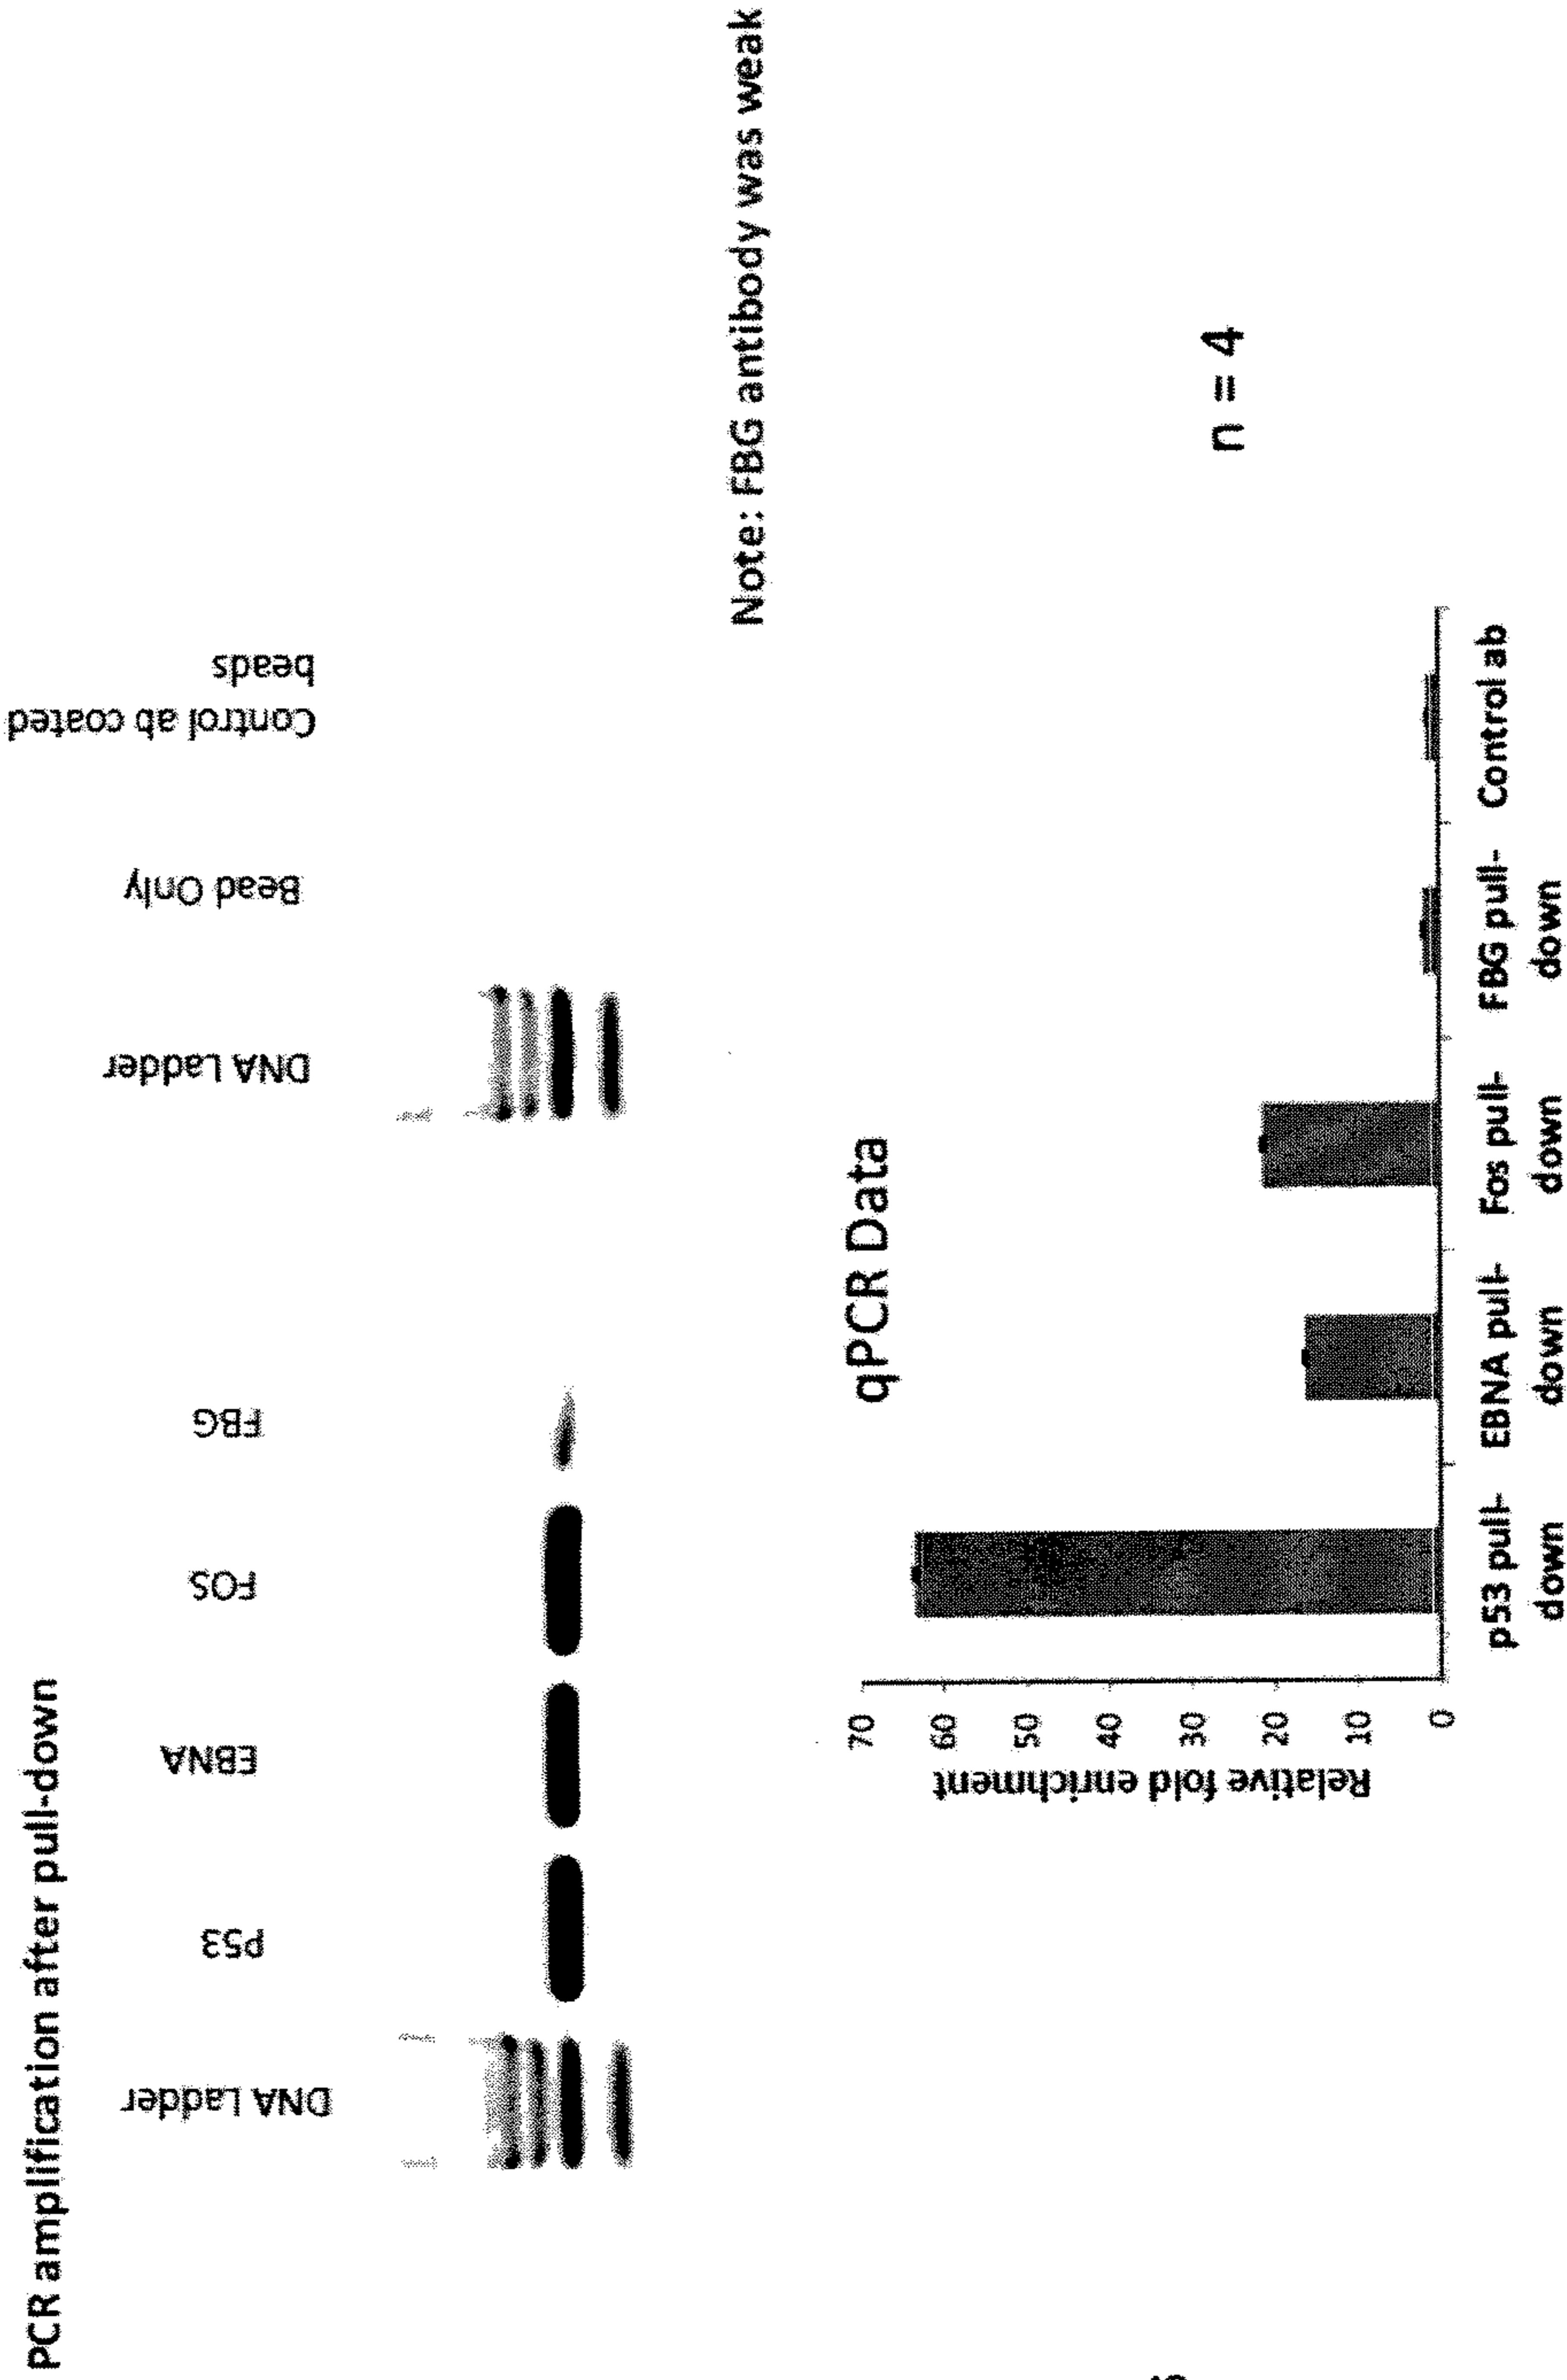 PCR amplification after pull-down
DNA Ladder
P53
EBNA
FOS
FBG
DNA Ladder
Bead Only
Control ab coated
beads
Note: FBG antibody was weak
qPCR Data
n = 4
Relative fold enrichment
70
60
50
40
30
20
10
0
p53 pull-
down
EBNA pull-
down
Fos pull-
down
FBG pull-
down
Control ab